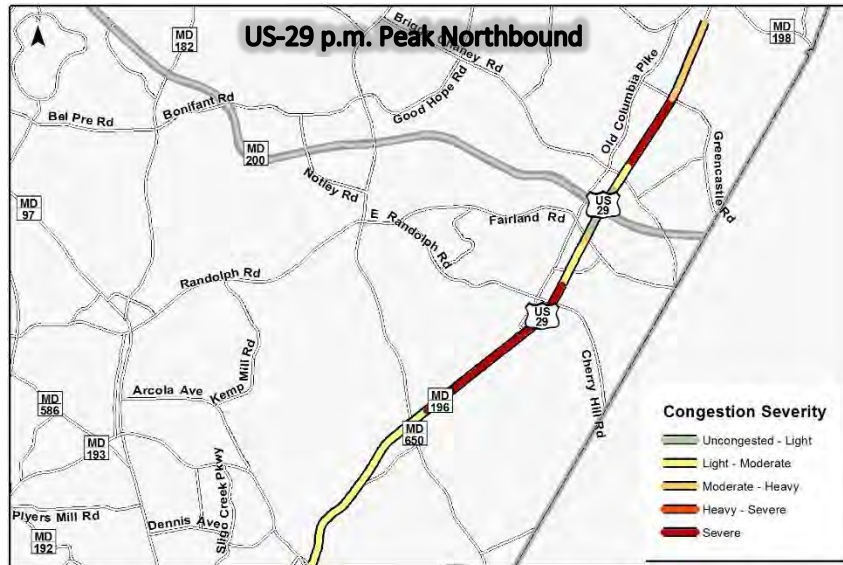 US-29 p.m. Peak Northbound
MD
182
MD
198
Briggs Chaney Rd
Old Columbia Pike
Good Hope Rd
Bonifant Rd
Bel Pre Rd
MD
200
Greencastle Rd
Notley Rd
MD
97
US
29
E Randolph Rd
Fairland Rd
Randolph Rd
US
29
Kemp Mill Rd
Cherry Hill Rd
Arcola Ave
MD
586
MD
196
MD
650
MD
193
Sligo Creek Pkwy
Plyers Mill Rd
Dennis Ave
MD
192
Congestion Severity
Uncongested - Light
Light - Moderate
Moderate - Heavy
Heavy - Severe
Severe